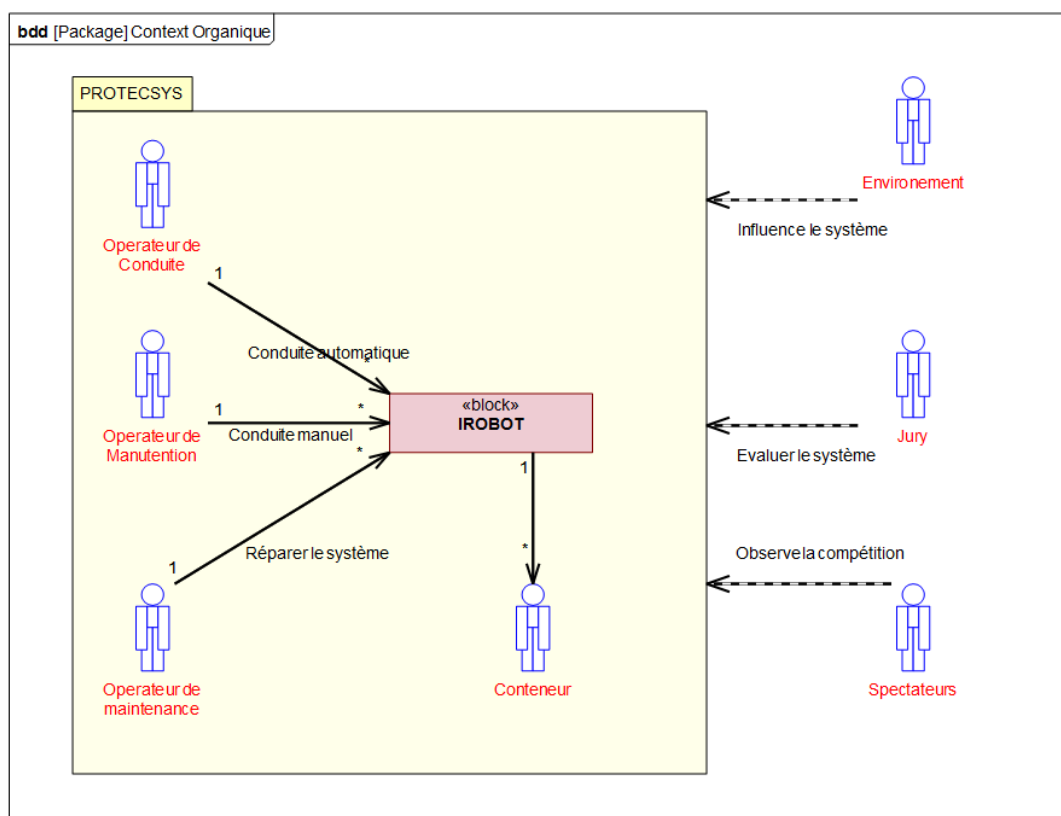 bdd [Package] Context Organique
PROTECSYS
Operateur de
Conduite
Environement
Influence le système
1
Conduite automatique
*
Operateur de
Manutention
1
*
Conduite manuel
*
«block»
IROBOT
Jury
Evaluer le système
1
Réparer le système
1
*
Observe la compétition
Operateur de
maintenance
Conteneur
Spectateurs